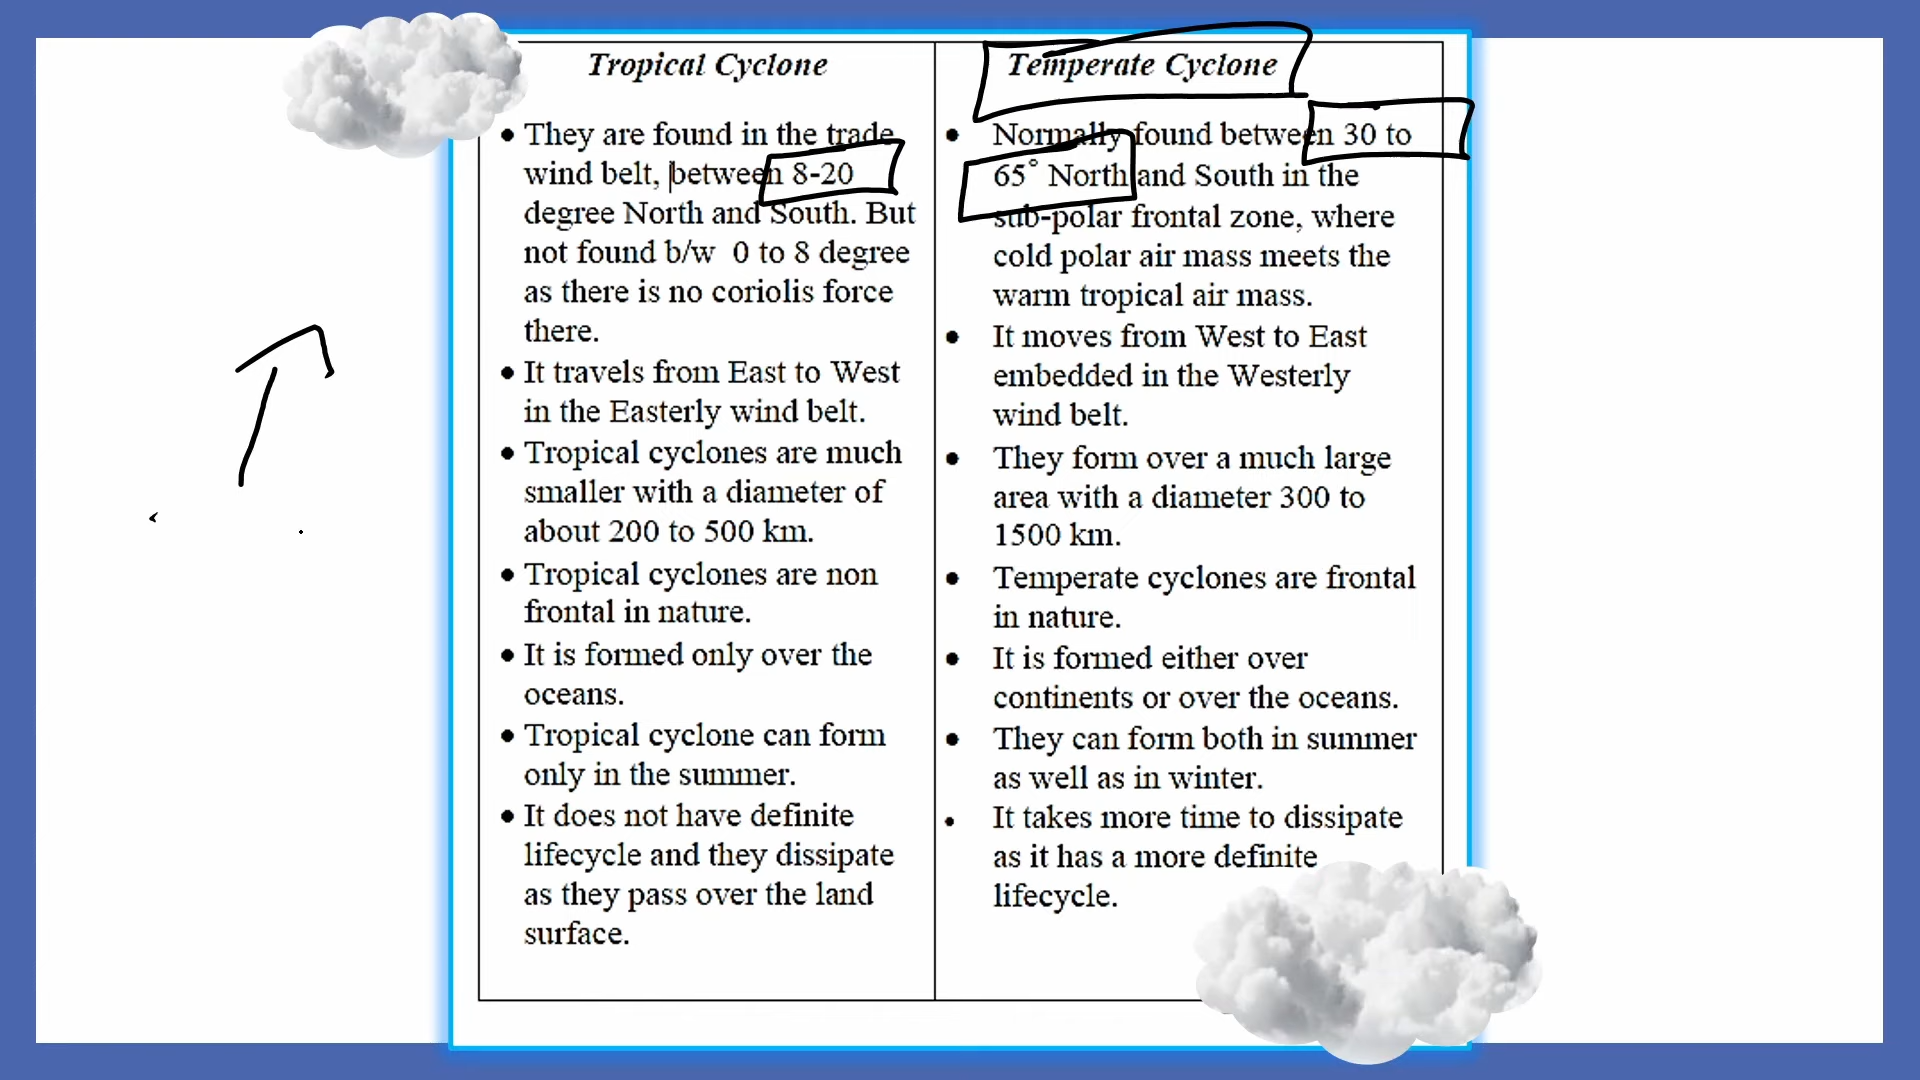 Tropical Cyclone
• They are found in the trade
wind belt, between 8-20
degree North and South. But
not found b/w 0 to 8 degree
as there is no coriolis force
there.
• It travels from East to West
in the Easterly wind belt.
• Tropical cyclones are much
smaller with a diameter of
about 200 to 500 km.
• Tropical cyclones are non
frontal in nature.
• It is formed only over the
oceans.
• Tropical cyclone can form
only in the summer.
• It does not have definite
lifecycle and they dissipate
as they pass over the land
surface.
Temperate Cyclone
• Normally found between 30 to
65° North and South in the
sub-polar frontal zone, where
cold polar air mass meets the
warm tropical air mass.
• It moves from West to East
embedded in the Westerly
wind belt.
• They form over a much large
area with a diameter 300 to
1500 km.
• Temperate cyclones are frontal
in nature.
• It is formed either over
continents or over the oceans.
• They can form both in summer
as well as in winter.
• It takes more time to dissipate
as it has a more definite
lifecycle.